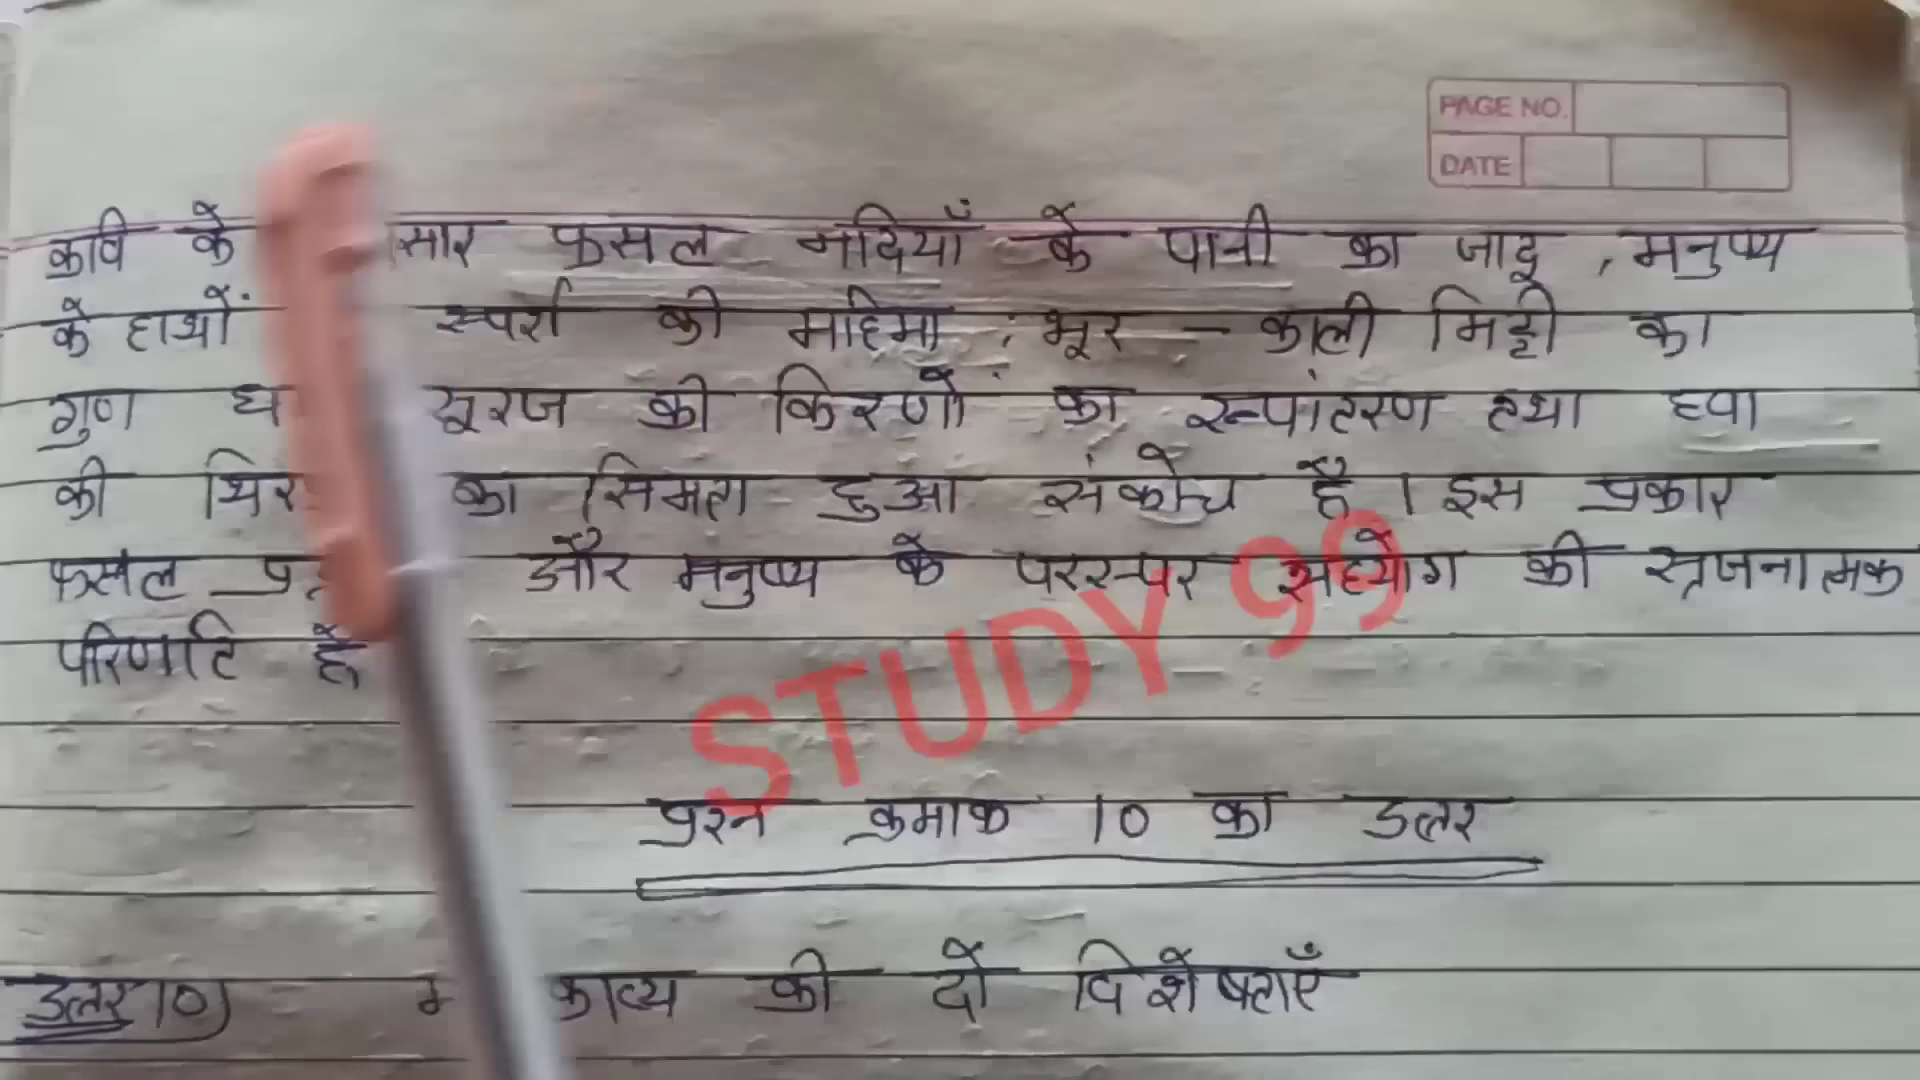 PAGE NO.
DATE
कवि के सार फसल नदियाँ के पानी का जादू , मनुष्य
के हाथों स्पर्श की महिमा , भूर - काली मिट्टी का
गुण सूरज की किरणों का रूपांतरण तथा हवा
की का सिमटा हुआ संकोच है । इस प्रकार
फसल और मनुष्य के परस्पर सहयोग की सृजनात्मक
परिणति है
STUDY 99
प्रश्न क्रमाक 10 का उत्तर
उत्तर 10) काव्य की दो विशेषताएँ